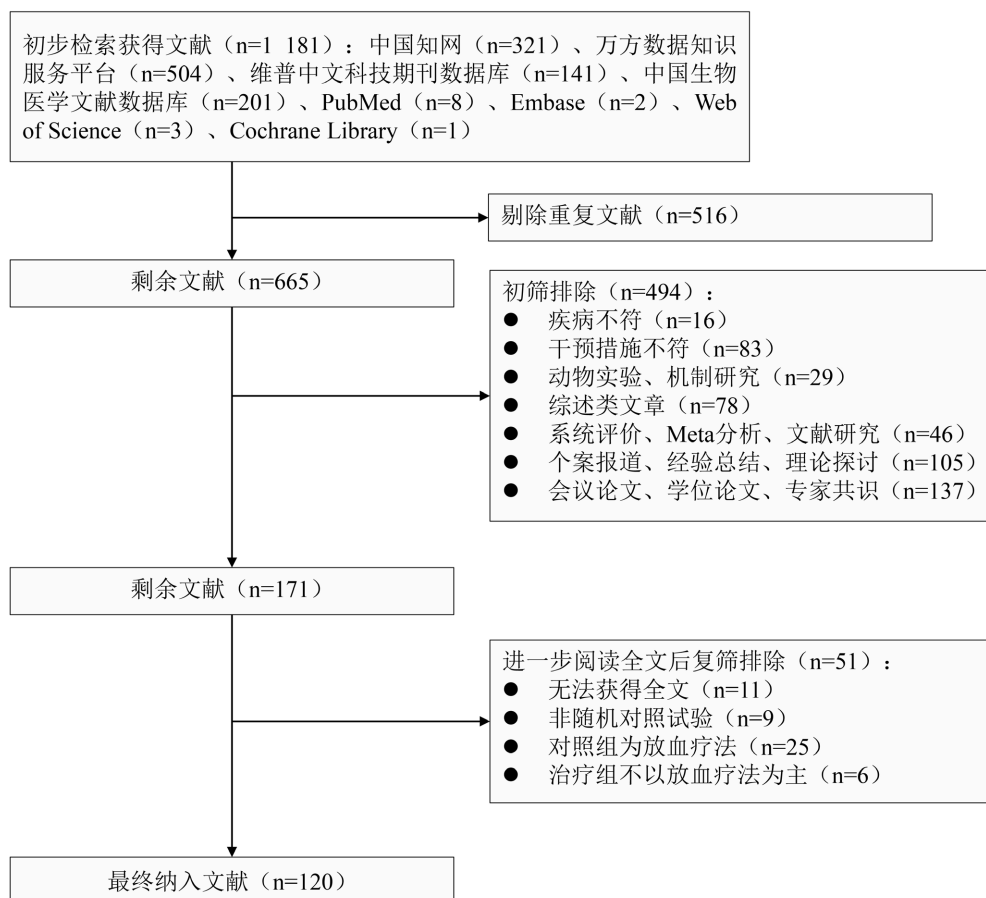 初步检索获得文献（n=1 181）：中国知网（n=321）、万方数据知识
服务平台（n=504）、维普中文科技期刊数据库（n=141）、中国生物
医学文献数据库（n=201）、PubMed（n=8）、Embase（n=2）、Web
of Science（n=3）、Cochrane Library（n=1）
剔除重复文献（n=516）
剩余文献（n=665）
初筛排除（n=494）：
● 疾病不符（n=16）
● 干预措施不符（n=83）
● 动物实验、机制研究（n=29）
● 综述类文章（n=78）
● 系统评价、Meta分析、文献研究（n=46）
● 个案报道、经验总结、理论探讨（n=105）
● 会议论文、学位论文、专家共识（n=137）
剩余文献（n=171）
进一步阅读全文后复筛排除（n=51）：
● 无法获得全文（n=11）
● 非随机对照试验（n=9）
● 对照组为放血疗法（n=25）
● 治疗组不以放血疗法为主（n=6）
最终纳入文献（n=120）